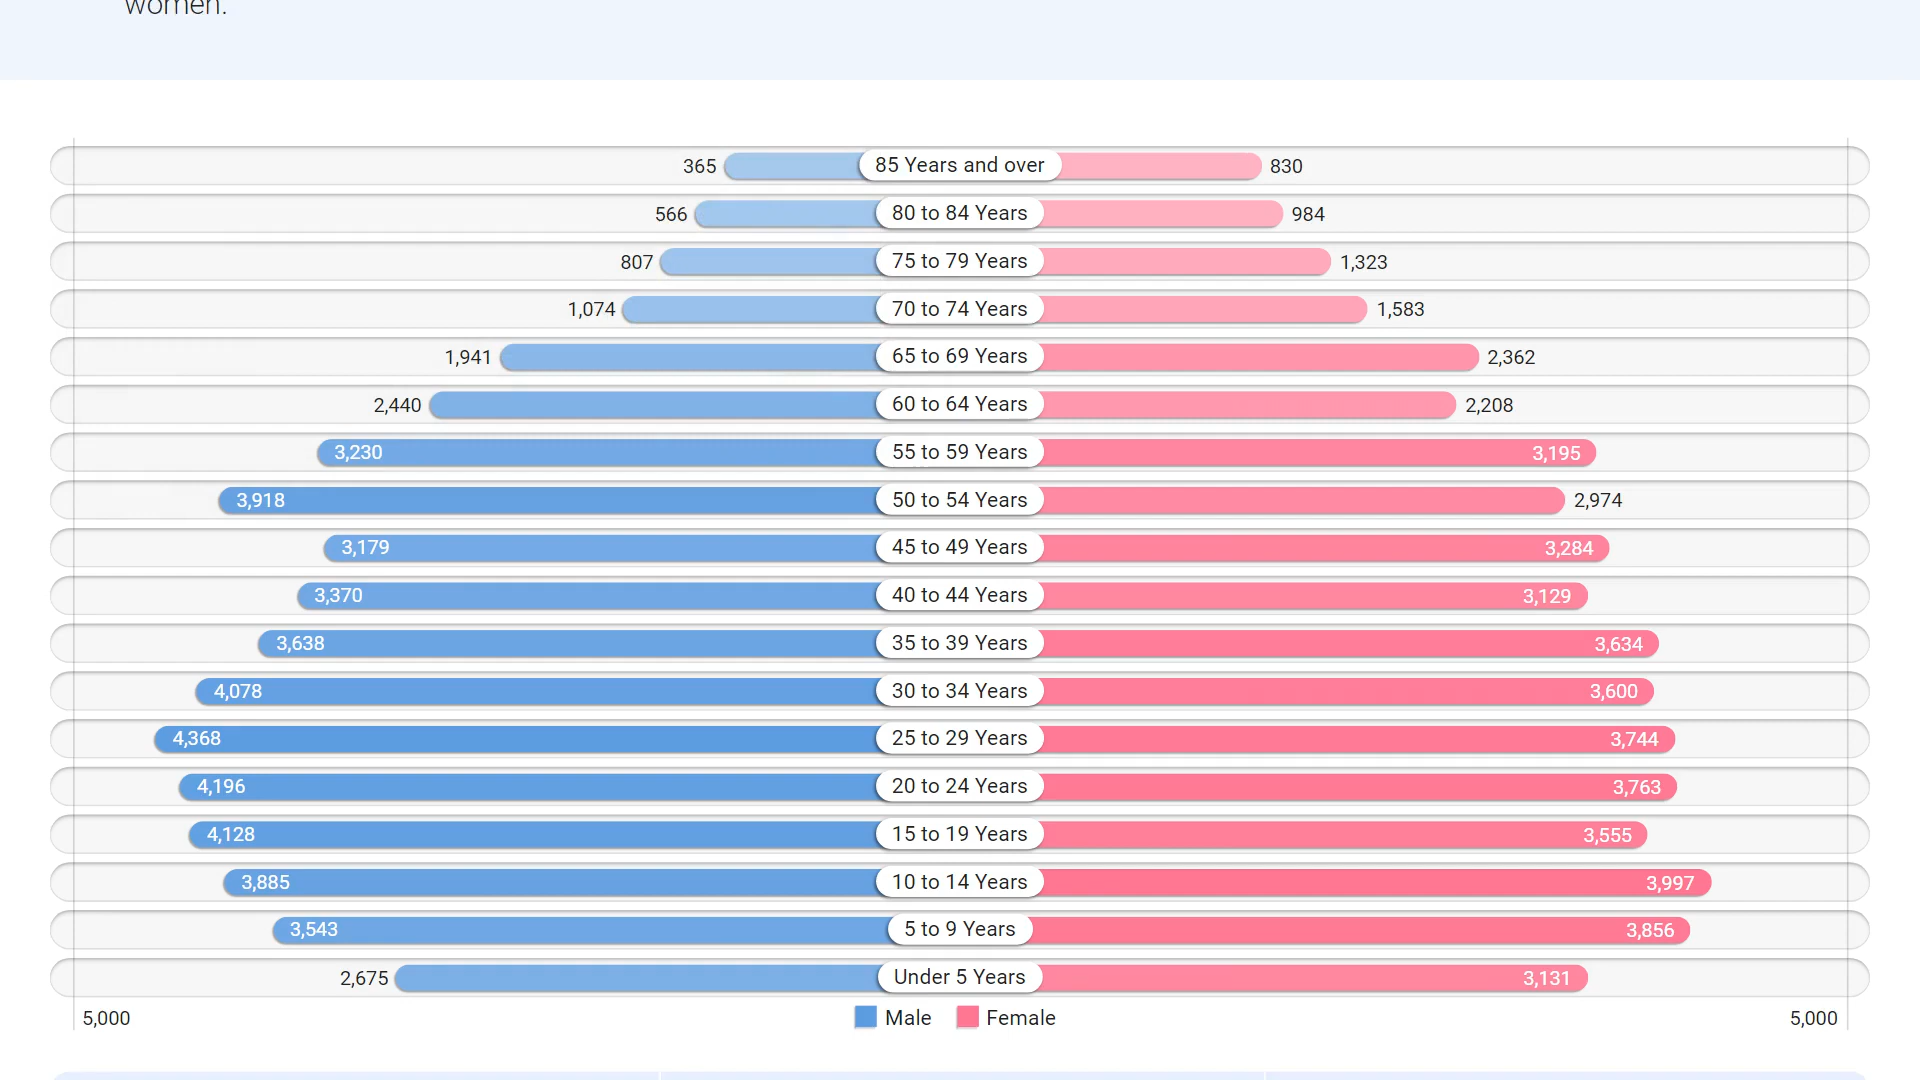 women.
365 85 Years and over 830
566 80 to 84 Years 984
807 75 to 79 Years 1,323
1,074 70 to 74 Years 1,583
1,941 65 to 69 Years 2,362
2,440 60 to 64 Years 2,208
3,230 55 to 59 Years 3,195
3,918 50 to 54 Years 2,974
3,179 45 to 49 Years 3,284
3,370 40 to 44 Years 3,129
3,638 35 to 39 Years 3,634
4,078 30 to 34 Years 3,600
4,368 25 to 29 Years 3,744
4,196 20 to 24 Years 3,763
4,128 15 to 19 Years 3,555
3,885 10 to 14 Years 3,997
3,543 5 to 9 Years 3,856
2,675 Under 5 Years 3,131
5,000 Male Female 5,000